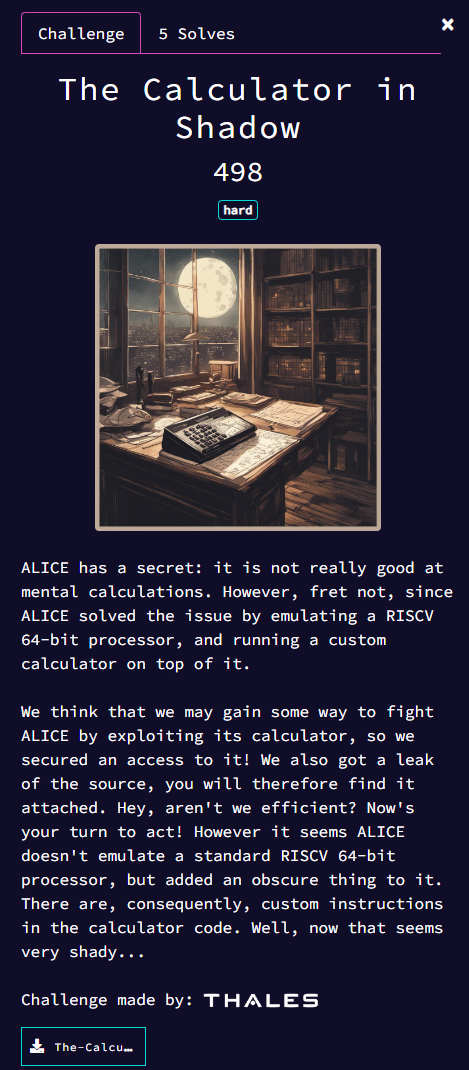 Challenge
5 Solves
×
The Calculator in
Shadow
498
hard
ALICE has a secret: it is not really good at
mental calculations. However, fret not, since
ALICE solved the issue by emulating a RISCV
64-bit processor, and running a custom
calculator on top of it.
We think that we may gain some way to fight
ALICE by exploiting its calculator, so we
secured an access to it! We also got a leak
of the source, you will therefore find it
attached. Hey, aren't we efficient? Now's
your turn to act! However it seems ALICE
doesn't emulate a standard RISCV 64-bit
processor, but added an obscure thing to it.
There are, consequently, custom instructions
in the calculator code. Well, now that seems
very shady...
Challenge made by: THALES
The-Calcu…